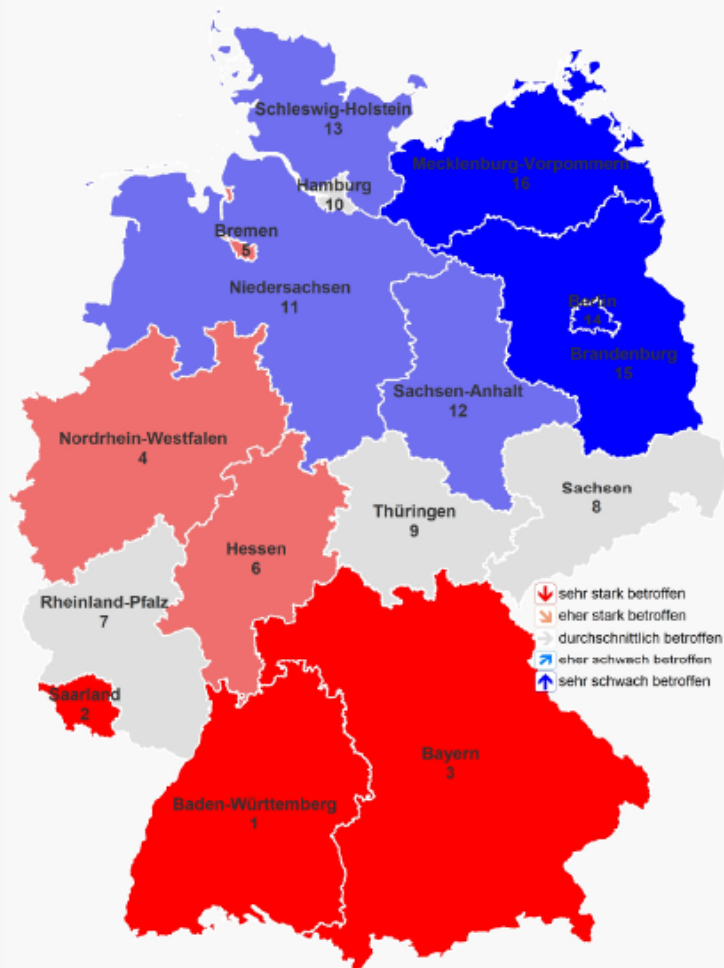 Schleswig-Holstein
13
Mecklenburg-Vorpommern
16
Hamburg
10
Bremen
5
Niedersachsen
11
Berlin
14
Brandenburg
15
Sachsen-Anhalt
12
Nordrhein-Westfalen
4
Sachsen
8
Thüringen
9
Hessen
6
Rheinland-Pfalz
7
sehr stark betroffen
eher stark betroffen
durchschnittlich betroffen
eher schwach betroffen
sehr schwach betroffen
Saarland
2
Bayern
3
Baden-Württemberg
1